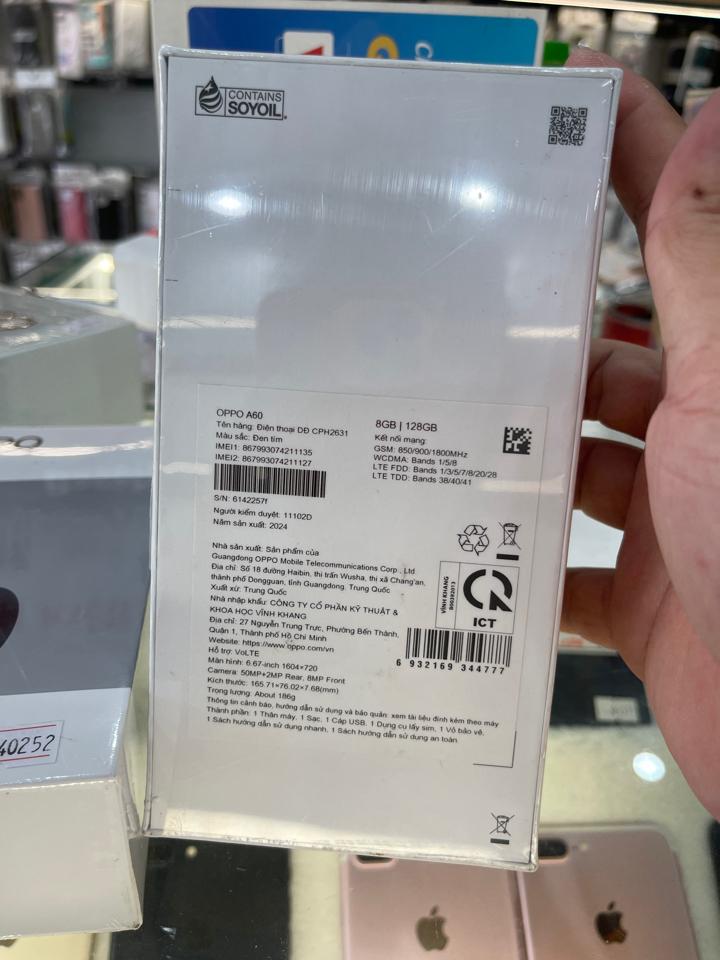 CONTAINS
SOYOIL
OPPO A60
Tên hàng: Điện thoại DĐ CPH2631
Màu sắc: Đen tím
IMEI1: 867993074211135
IMEI2: 867993074211127
S/N: 6142257f
Người kiểm duyệt: 11102D
Năm sản xuất: 2024
8GB | 128GB
Kết nối mạng:
GSM: 850/900/1800MHz
WCDMA: Bands 1/5/8
LTE FDD: Bands 1/3/5/7/8/20/28
LTE TDD: Bands 38/40/41
Nhà sản xuất: Sản phẩm của
Guangdong OPPO Mobile Telecommunications Corp., Ltd
Địa chỉ: Số 18 đường Haibin, thị trấn Wusha, thị xã Chang'an,
thành phố Dongguan, tỉnh Guangdong, Trung Quốc
Xuất xứ: Trung Quốc
Nhà nhập khẩu: CÔNG TY CỔ PHẦN KỸ THUẬT &
KHOA HỌC VĨNH KHANG
Địa chỉ: 27 Nguyễn Trung Trực, Phường Bến Thành,
Quận 1, Thành phố Hồ Chí Minh
Website: https://www.oppo.com/vn
Hỗ trợ: VoLTE
Màn hình: 6.67-inch 1604×720
Camera: 50MP+2MP Rear, 8MP Front
Kích thước: 165.71×76.02×7.68(mm)
Trọng lượng: About 186g
Thông tin cảnh báo, hướng dẫn sử dụng và bảo quản: xem tài liệu đính kèm theo máy
Thành phần: 1 Thân máy, 1 Sạc, 1 Cáp USB, 1 Dụng cụ lấy sim, 1 Vỏ bảo vệ,
1 Sách hướng dẫn sử dụng nhanh, 1 Sách hướng dẫn sử dụng an toàn
VĨNH KHANG
ICT
6 932169 344777
40252